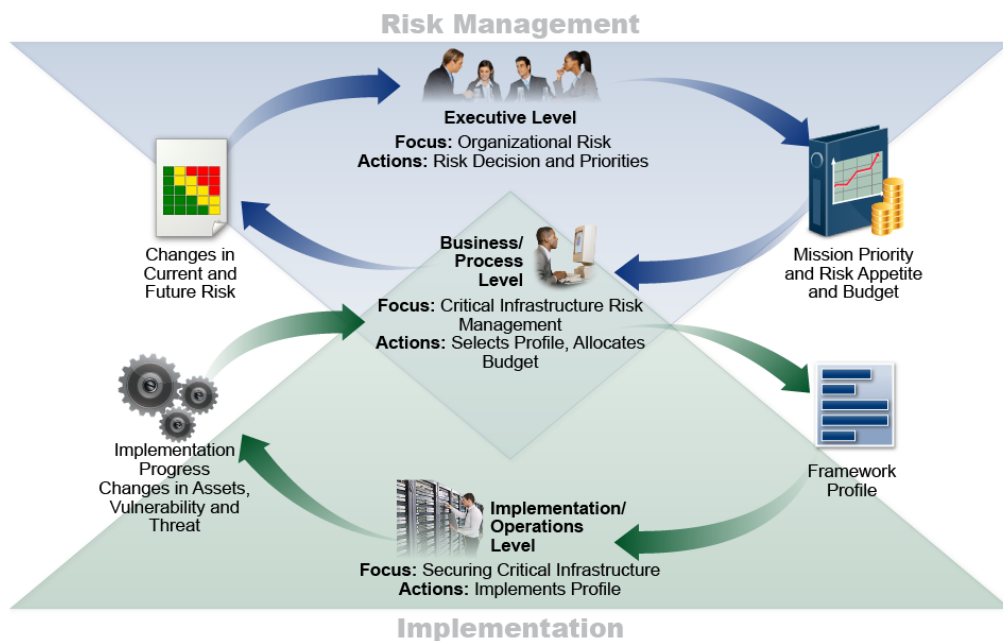 Risk Management
Executive Level
Focus: Organizational Risk
Actions: Risk Decision and Priorities
Changes in
Current and
Future Risk
Business/
Process
Level
Focus: Critical Infrastructure Risk
Management
Actions: Selects Profile, Allocates
Budget
Mission Priority
and Risk Appetite
and Budget
Implementation
Progress
Changes in Assets,
Vulnerability and
Threat
Framework
Profile
Implementation/
Operations
Level
Focus: Securing Critical Infrastructure
Actions: Implements Profile
Implementation